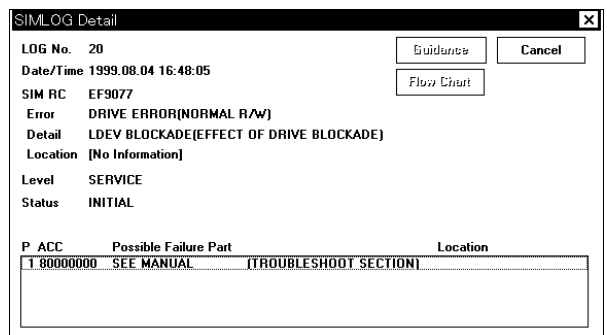 SIMLOG Detail
LOG No. 20
Guidance
Cancel
Date/Time 1999.08.04 16:48:05
Flow Chart
SIM RC EF9077
Error DRIVE ERROR(NORMAL R/W)
Detail LDEV BLOCKADE(EFFECT OF DRIVE BLOCKADE)
Location [No Information]
Level SERVICE
Status INITIAL
P ACC Possible Failure Part Location
1 80000000 SEE MANUAL (TROUBLESHOOT SECTION)